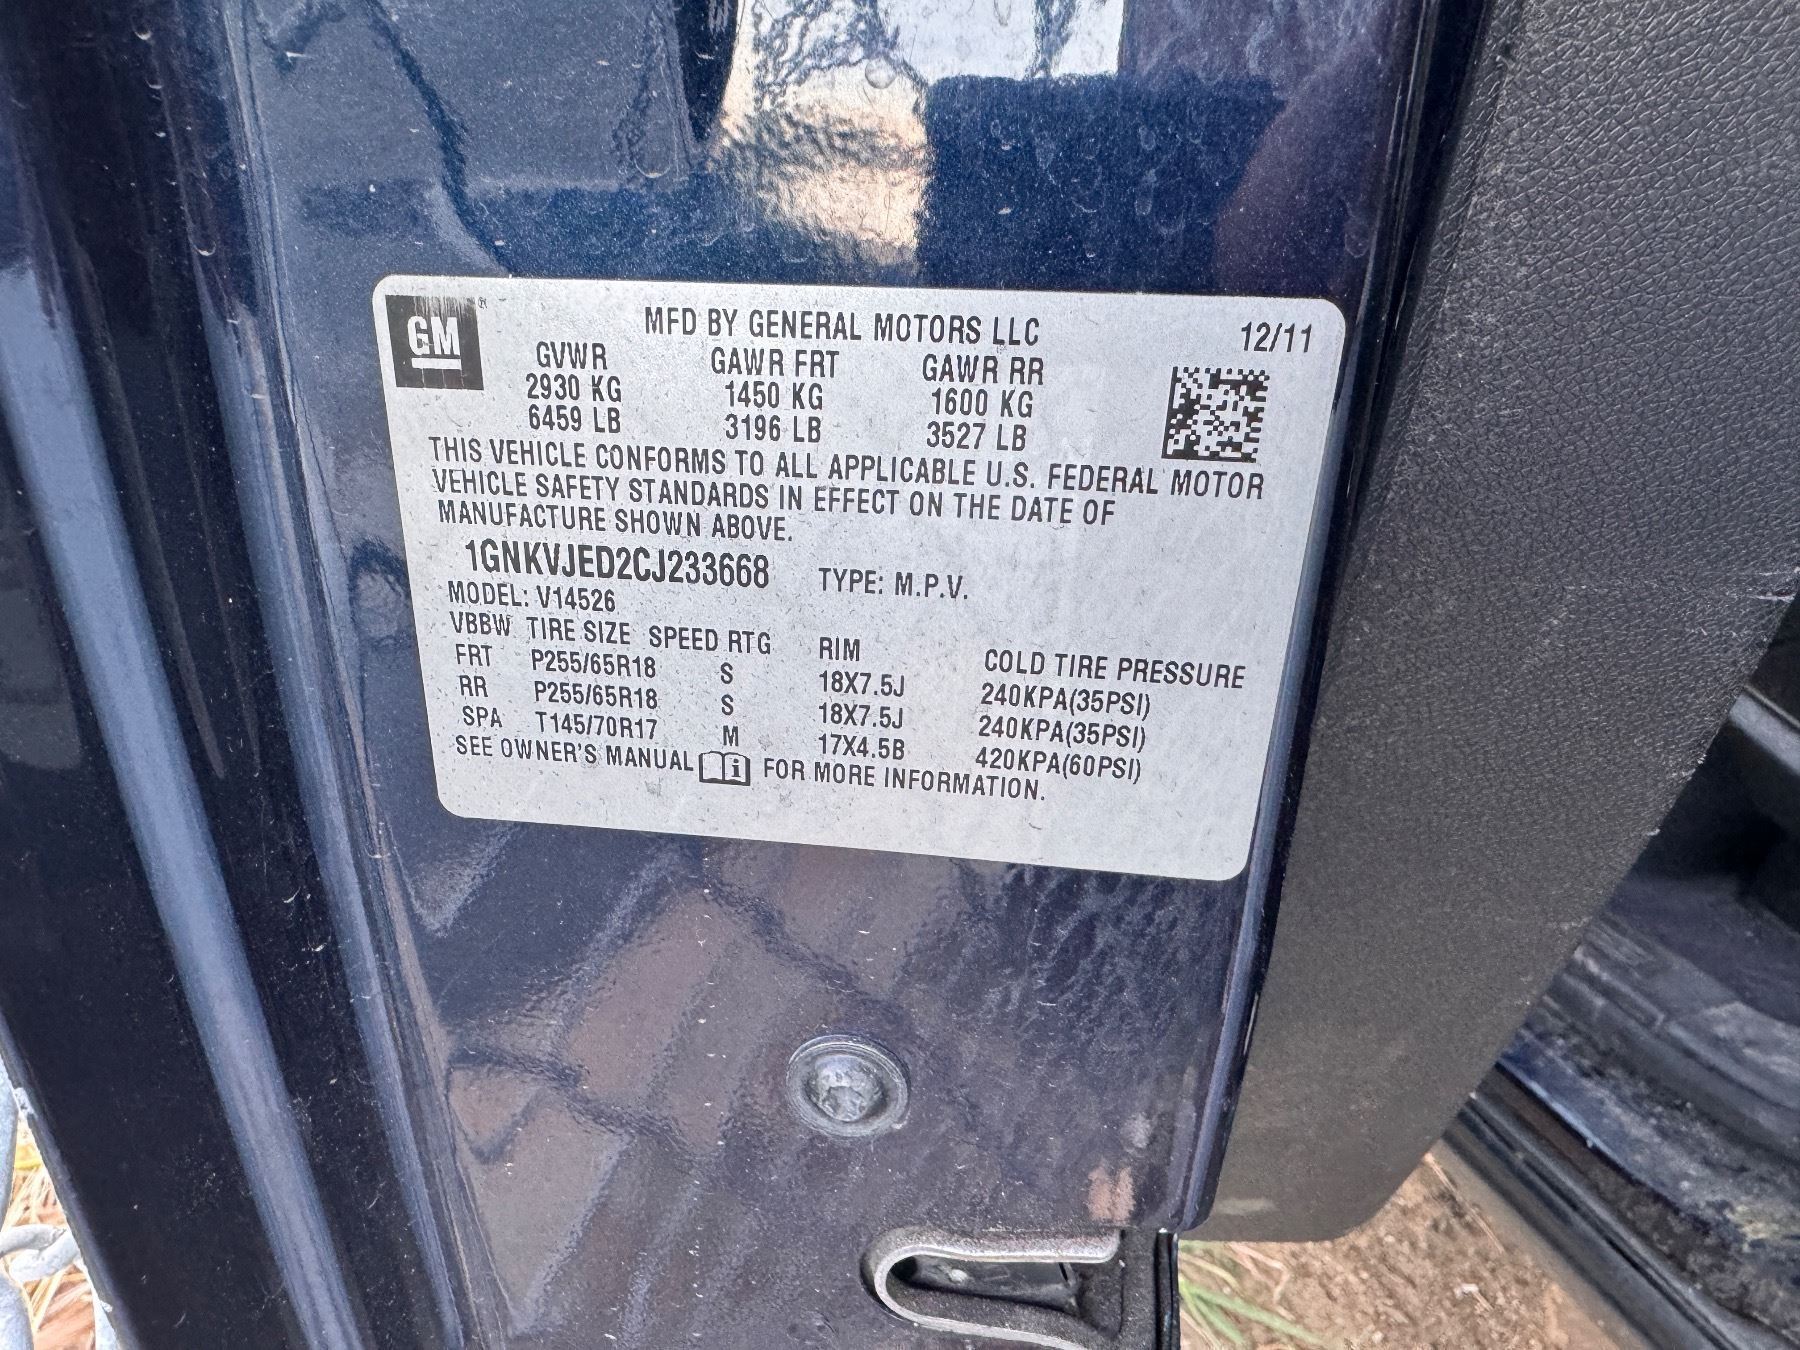 GM ®
MFD BY GENERAL MOTORS LLC 12/11
GVWR GAWR FRT GAWR RR
2930 KG 1450 KG 1600 KG
6459 LB 3196 LB 3527 LB
THIS VEHICLE CONFORMS TO ALL APPLICABLE U.S. FEDERAL MOTOR
VEHICLE SAFETY STANDARDS IN EFFECT ON THE DATE OF
MANUFACTURE SHOWN ABOVE.
1GNKVJED2CJ233668 TYPE: M.P.V.
MODEL: V14526
VBBW TIRE SIZE SPEED RTG RIM COLD TIRE PRESSURE
FRT P255/65R18 S 18X7.5J 240KPA(35PSI)
RR P255/65R18 S 18X7.5J 240KPA(35PSI)
SPA T145/70R17 M 17X4.5B 420KPA(60PSI)
SEE OWNER'S MANUAL i FOR MORE INFORMATION.